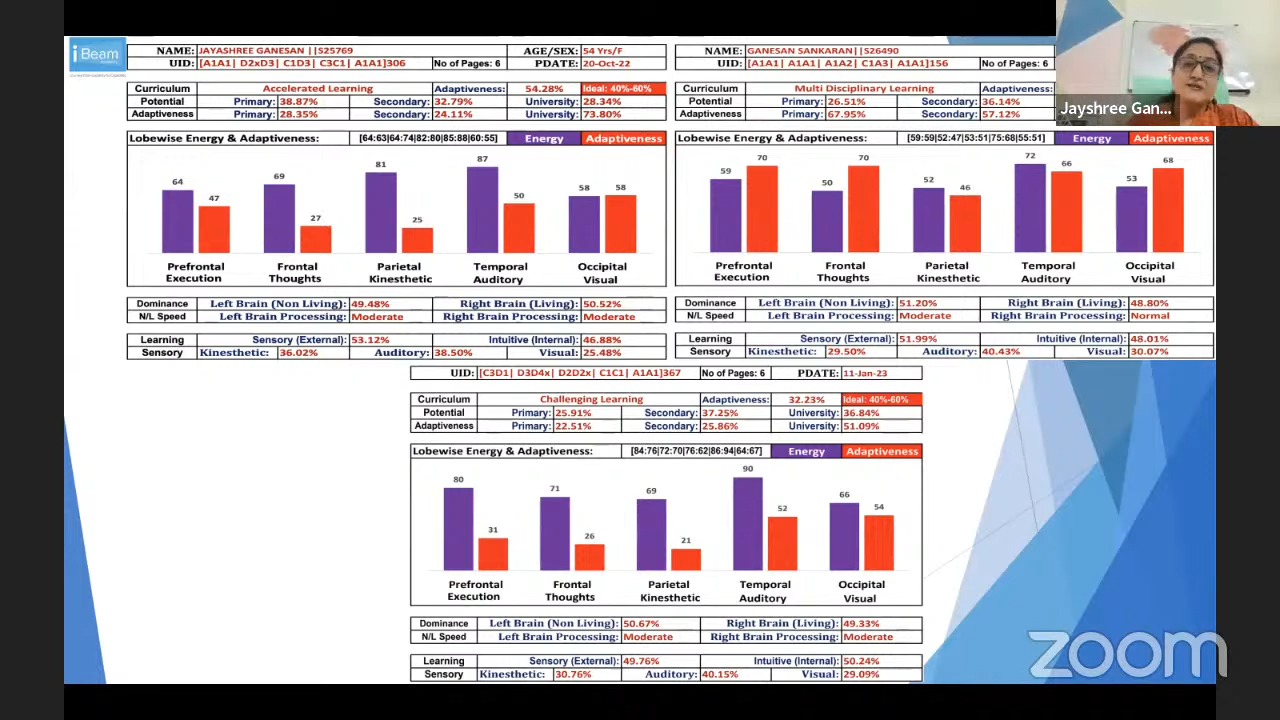 i Beam
NAME: JAYASHREE GANESAN ||S25769 AGE/SEX: 54 Yrs/F
UID: [A1A1| D2xD3| C1D3| C3C1| A1A1]306 No of Pages: 6 PDATE: 20-Oct-22
Curriculum Accelerated Learning Adaptiveness: 54.28% Ideal: 40%-60%
Potential Primary: 38.87% Secondary: 32.79% University: 28.34%
Adaptiveness Primary: 28.35% Secondary: 24.11% University: 73.80%
Lobewise Energy & Adaptiveness: [64:63|64:74|82:80|85:88|60:55] Energy Adaptiveness
64 47 69 27 81 25 87 50 58 58
Prefrontal Frontal Parietal Temporal Occipital
Execution Thoughts Kinesthetic Auditory Visual
Dominance Left Brain (Non Living): 49.48% Right Brain (Living): 50.52%
N/L Speed Left Brain Processing: Moderate Right Brain Processing: Moderate
Learning Sensory (External): 53.12% Intuitive (Internal): 46.88%
Sensory Kinesthetic: 36.02% Auditory: 38.50% Visual: 25.48%
NAME: GANESAN SANKARAN||S26490
UID: [A1A1| A1A1| A1A2| C1A3| A1A1]156 No of Pages: 6
Curriculum Multi Disciplinary Learning Adaptiveness:
Potential Primary: 26.51% Secondary: 36.14%
Adaptiveness Primary: 67.95% Secondary: 57.12%
Jayshree Gan...
Lobewise Energy & Adaptiveness: [59:59|52:47|53:51|75:68|55:51] Energy Adaptiveness
59 70 50 70 52 46 72 66 53 68
Prefrontal Frontal Parietal Temporal Occipital
Execution Thoughts Kinesthetic Auditory Visual
Dominance Left Brain (Non Living): 51.20% Right Brain (Living): 48.80%
N/L Speed Left Brain Processing: Moderate Right Brain Processing: Normal
Learning Sensory (External): 51.99% Intuitive (Internal): 48.01%
Sensory Kinesthetic: 29.50% Auditory: 40.43% Visual: 30.07%
UID: [C3D1| D3D4x| D2D2x| C1C1| A1A1]367 No of Pages: 6 PDATE: 11-Jan-23
Curriculum Challenging Learning Adaptiveness: 32.23% Ideal: 40%-60%
Potential Primary: 25.91% Secondary: 37.25% University: 36.84%
Adaptiveness Primary: 22.51% Secondary: 25.86% University: 51.09%
Lobewise Energy & Adaptiveness: [84:76|72:70|76:62|86:94|64:67] Energy Adaptiveness
80 31 71 26 69 21 90 52 66 54
Prefrontal Frontal Parietal Temporal Occipital
Execution Thoughts Kinesthetic Auditory Visual
Dominance Left Brain (Non Living): 50.67% Right Brain (Living): 49.33%
N/L Speed Left Brain Processing: Moderate Right Brain Processing: Moderate
Learning Sensory (External): 49.76% Intuitive (Internal): 50.24%
Sensory Kinesthetic: 30.76% Auditory: 40.15% Visual: 29.09%
zoom